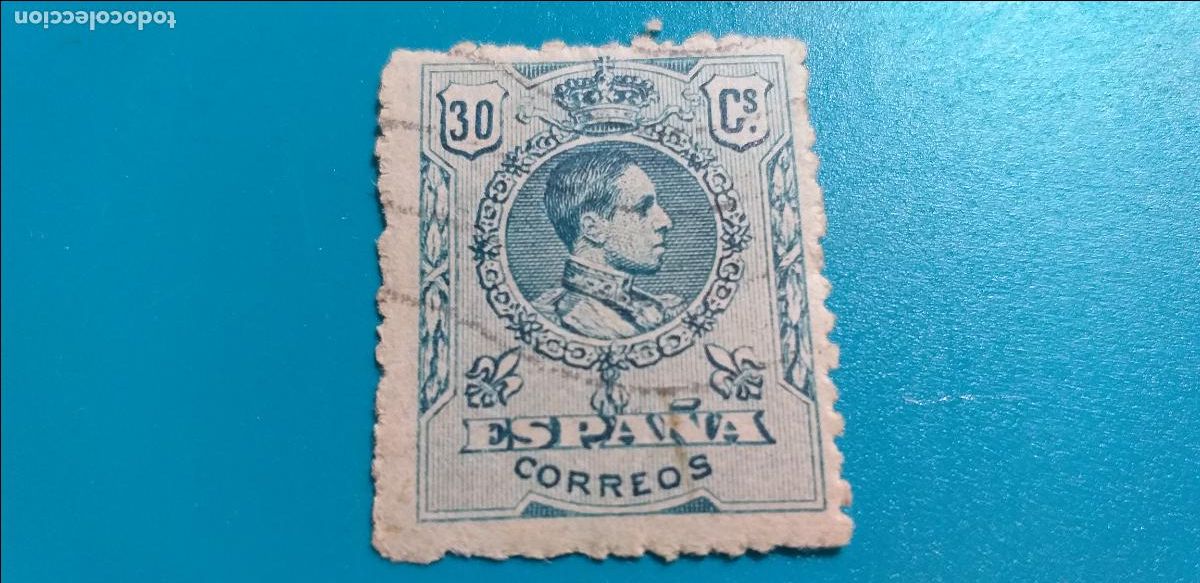 todocoleccion
30 Cs.
ESPAÑA
CORREOS